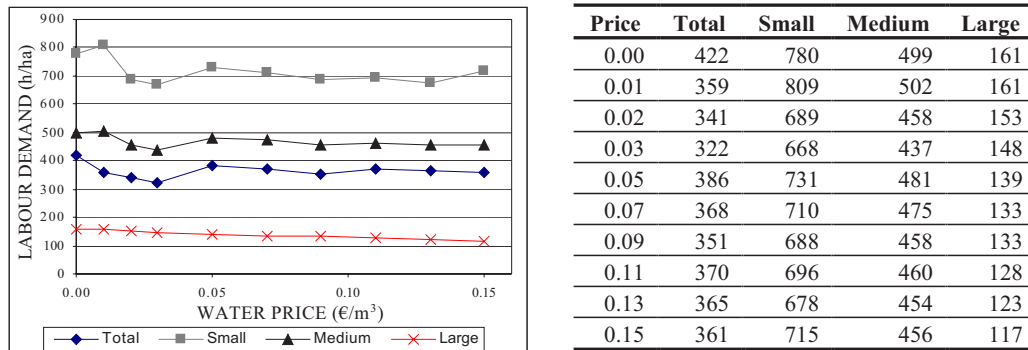 900
800
700
600
500
400
300
200
100
0
LABOUR DEMAND (h/ha)
0.00 0.05 0.10 0.15
WATER PRICE (€/m³)
Total Small Medium Large
Price Total Small Medium Large
0.00 422 780 499 161
0.01 359 809 502 161
0.02 341 689 458 153
0.03 322 668 437 148
0.05 386 731 481 139
0.07 368 710 475 133
0.09 351 688 458 133
0.11 370 696 460 128
0.13 365 678 454 123
0.15 361 715 456 117